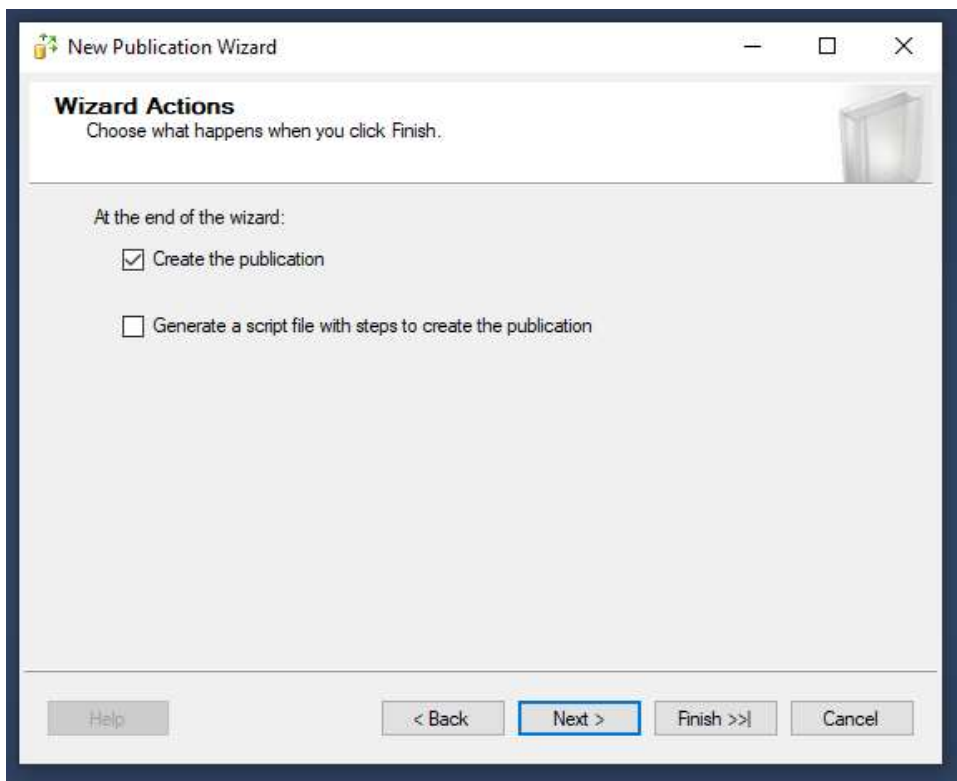 New Publication Wizard
Wizard Actions
Choose what happens when you click Finish.
At the end of the wizard:
Create the publication
Generate a script file with steps to create the publication
Help
< Back
Next >
Finish >>|
Cancel